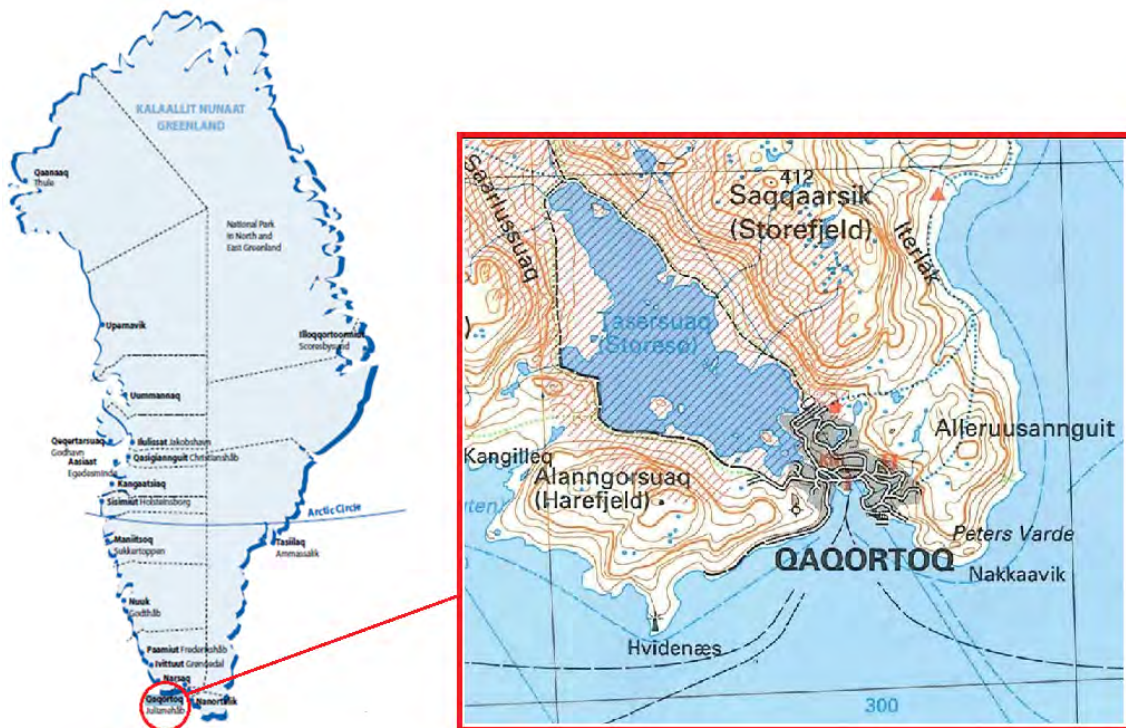 KALAALLIT NUNAAT
GREENLAND
Qaanaaq
Thule
National Park
in North and
East Greenland
Upernavik
Illoqqortoormiut
Scoresbysund
Uummannaq
Qeqertarsuaq
Godhavn
Ilulissat Jakobshavn
Qasigiannguit Christianshåb
Aasiaat
Egedesminde
Kangaatsiaq
Sisimiut Holsteinsborg
Arctic Circle
Maniitsoq
Sukkertoppen
Tasiilaq
Ammassalik
Nuuk
Godthåb
Paamiut Frederikshåb
Ivittuut Grønnedal
Narsaq
Qaqortoq
Julianehåb
Nanortalik
Saarlussuaq
412
Saqqaarsik
(Storefjeld)
Iterlak
)
Tasersuaq
(Storesø)
Alleruusannguit
Kangilleq
Alanngorsuaq
(Harefjeld)
ten)
Peters Varde
QAQORTOQ
Nakkaavik
Hvidenæs
300